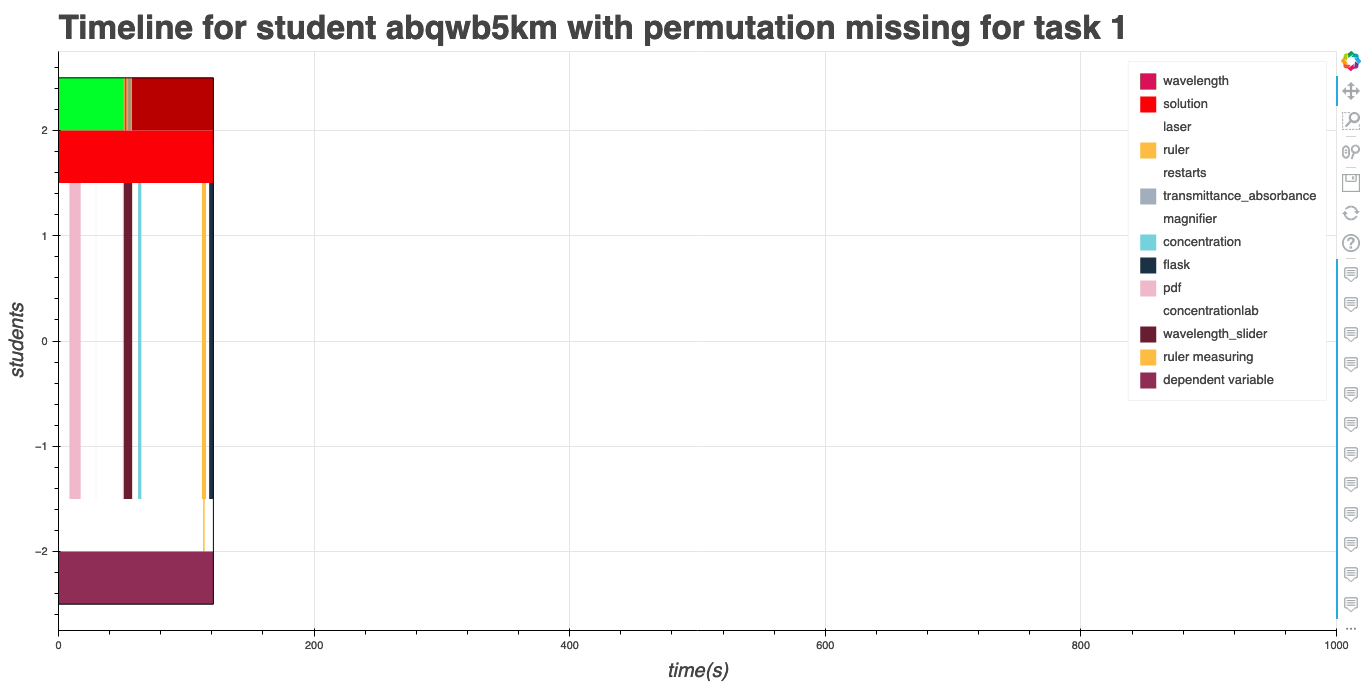 Timeline for student abqwb5km with permutation missing for task 1
wavelength
solution
laser
ruler
restarts
transmittance_absorbance
magnifier
concentration
flask
pdf
concentrationlab
wavelength_slider
ruler measuring
dependent variable
students
2
1
0
−1
−2
0 200 400 600 800 1000
time(s)